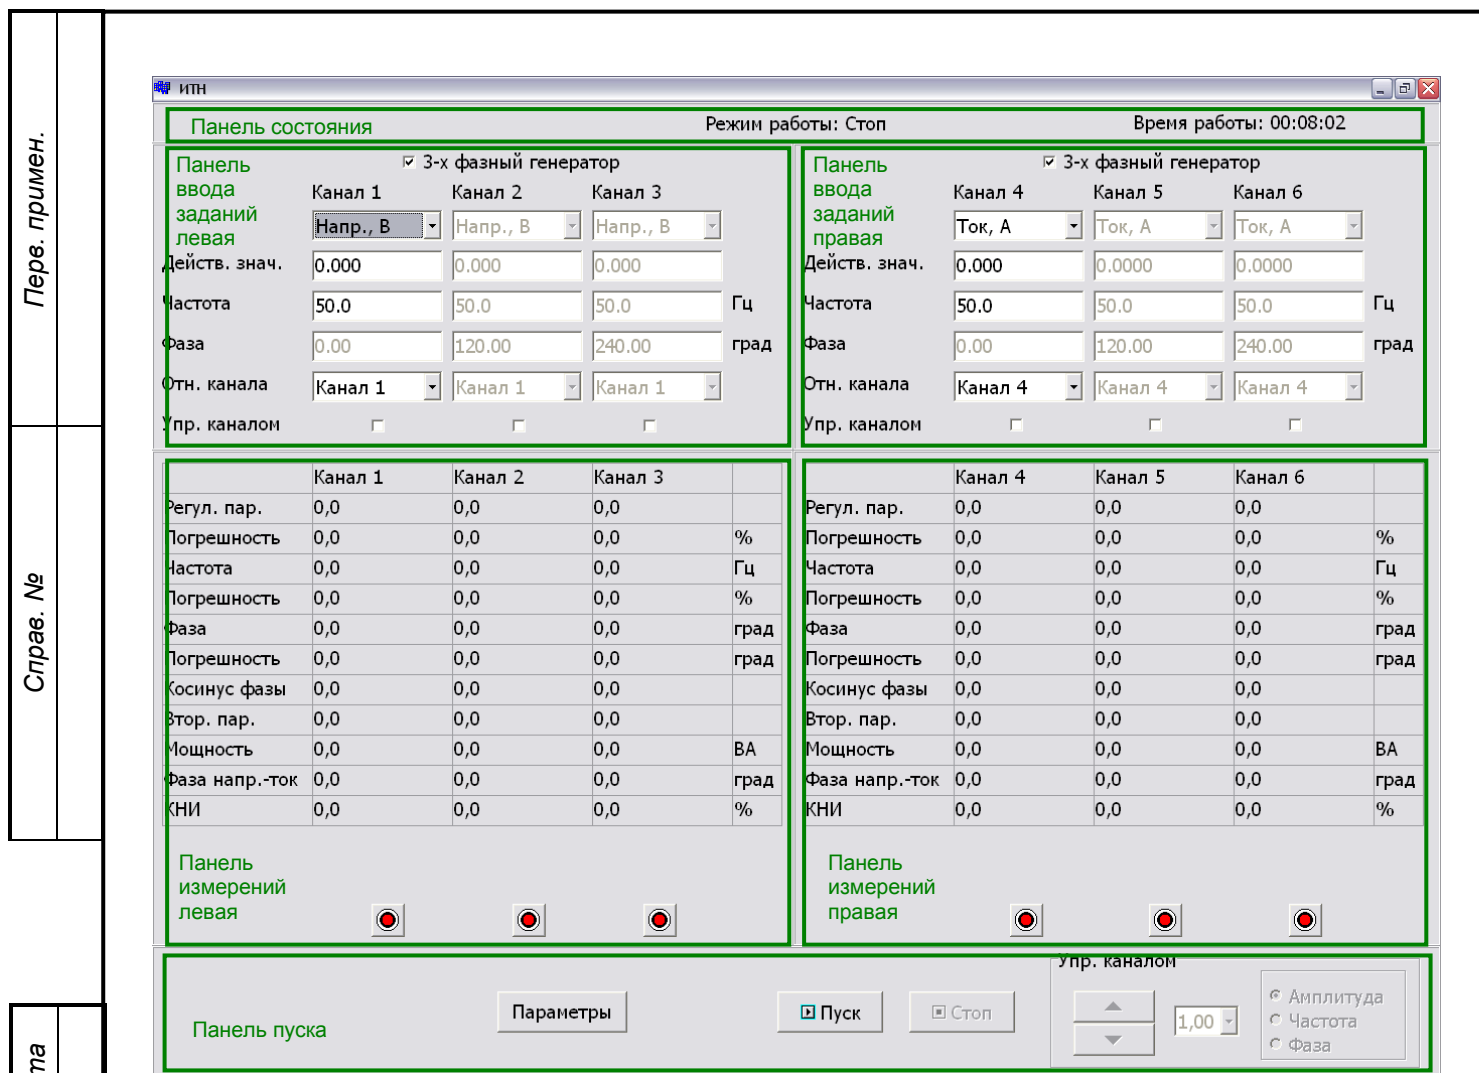 Перв. примен.
Справ. №
та
ИТН
Панель состояния
Режим работы: Стоп
Время работы: 00:08:02
Панель ввода заданий левая
3-х фазный генератор
Канал 1 Канал 2 Канал 3
Напр., В Напр., В Напр., В
Действ. знач. 0.000 0.000 0.000
Частота 50.0 50.0 50.0 Гц
Фаза 0.00 120.00 240.00 град
Отн. канала Канал 1 Канал 1 Канал 1
Упр. каналом
Панель ввода заданий правая
3-х фазный генератор
Канал 4 Канал 5 Канал 6
Ток, А Ток, А Ток, А
Действ. знач. 0.000 0.0000 0.0000
Частота 50.0 50.0 50.0 Гц
Фаза 0.00 120.00 240.00 град
Отн. канала Канал 4 Канал 4 Канал 4
Упр. каналом
Канал 1 Канал 2 Канал 3
Регул. пар. 0,0 0,0 0,0
Погрешность 0,0 0,0 0,0 %
Частота 0,0 0,0 0,0 Гц
Погрешность 0,0 0,0 0,0 %
Фаза 0,0 0,0 0,0 град
Погрешность 0,0 0,0 0,0 град
Косинус фазы 0,0 0,0 0,0
Втор. пар. 0,0 0,0 0,0
Мощность 0,0 0,0 0,0 ВА
Фаза напр.-ток 0,0 0,0 0,0 град
КНИ 0,0 0,0 0,0 %
Панель
измерений
левая
Канал 4 Канал 5 Канал 6
Регул. пар. 0,0 0,0 0,0
Погрешность 0,0 0,0 0,0 %
Частота 0,0 0,0 0,0 Гц
Погрешность 0,0 0,0 0,0 %
Фаза 0,0 0,0 0,0 град
Погрешность 0,0 0,0 0,0 град
Косинус фазы 0,0 0,0 0,0
Втор. пар. 0,0 0,0 0,0
Мощность 0,0 0,0 0,0 ВА
Фаза напр.-ток 0,0 0,0 0,0 град
КНИ 0,0 0,0 0,0 %
Панель
измерений
правая
Панель пуска
Параметры
Пуск
Стоп
Упр. каналом
1,00
Амплитуда
Частота
Фаза